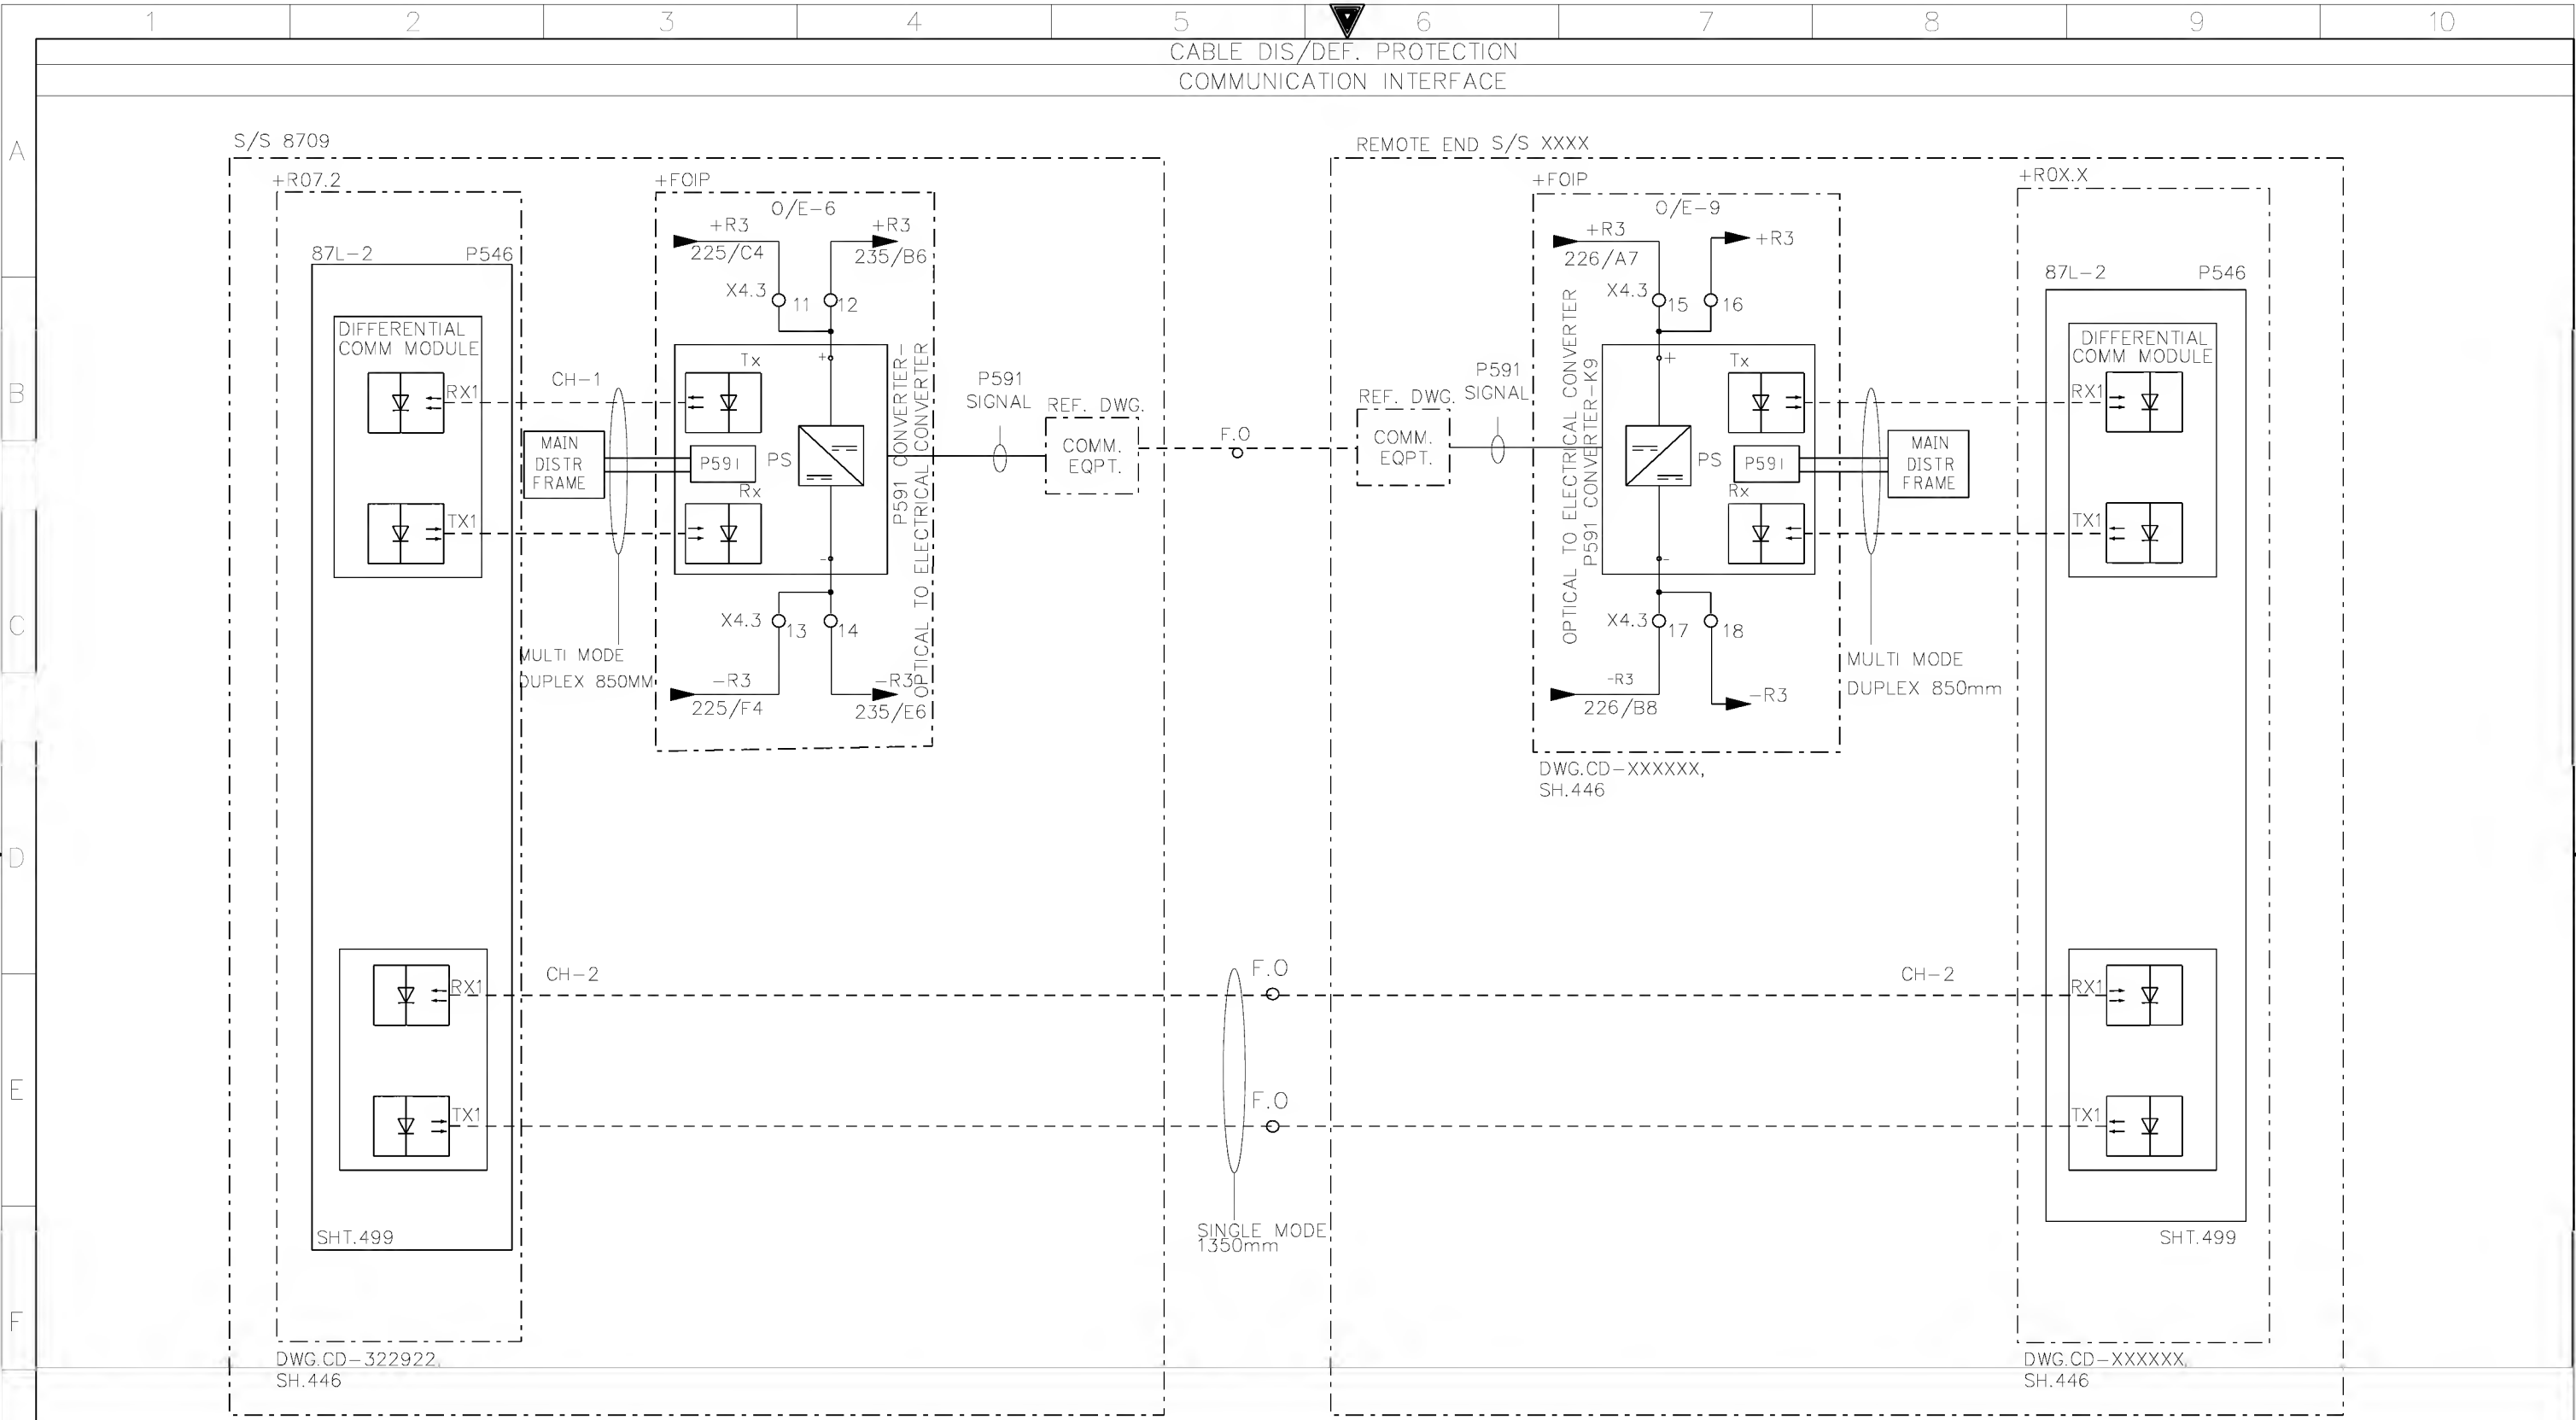 1 2 3 4 5 6 7 8 9 10
CABLE DIS/DEF. PROTECTION
COMMUNICATION INTERFACE
A
B
C
D
E
F
S/S 8709
+R07.2
87L-2 P546
DIFFERENTIAL
COMM MODULE
RX1
TX1
CH-1
MAIN
DISTR
FRAME
MULTI MODE
DUPLEX 850MM
+FOIP
O/E-6
+R3
225/C4
+R3
235/B6
X4.3 11 12
Tx
+
P591
PS
Rx
-
P591 CONVERTER-
OPTICAL TO ELECTRICAL CONVERTER
X4.3 13 14
-R3
225/F4
-R3
235/E6
P591
SIGNAL
REF. DWG.
COMM.
EQPT.
F.O
RX1
TX1
CH-2
SHT.499
DWG.CD-322922,
SH.446
F.O
F.O
SINGLE MODE
1350mm
REMOTE END S/S XXXX
REF. DWG.
COMM.
EQPT.
P591
SIGNAL
+FOIP
O/E-9
+R3
226/A7
+R3
X4.3 15 16
OPTICAL TO ELECTRICAL CONVERTER
P591 CONVERTER-K9
+
Tx
PS
P591
Rx
-
X4.3 17 18
-R3
226/B8
-R3
DWG.CD-XXXXXX,
SH.446
MAIN
DISTR
FRAME
MULTI MODE
DUPLEX 850mm
+R0X.X
87L-2 P546
DIFFERENTIAL
COMM MODULE
RX1
TX1
CH-2
RX1
TX1
SHT.499
DWG.CD-XXXXXX,
SH.446